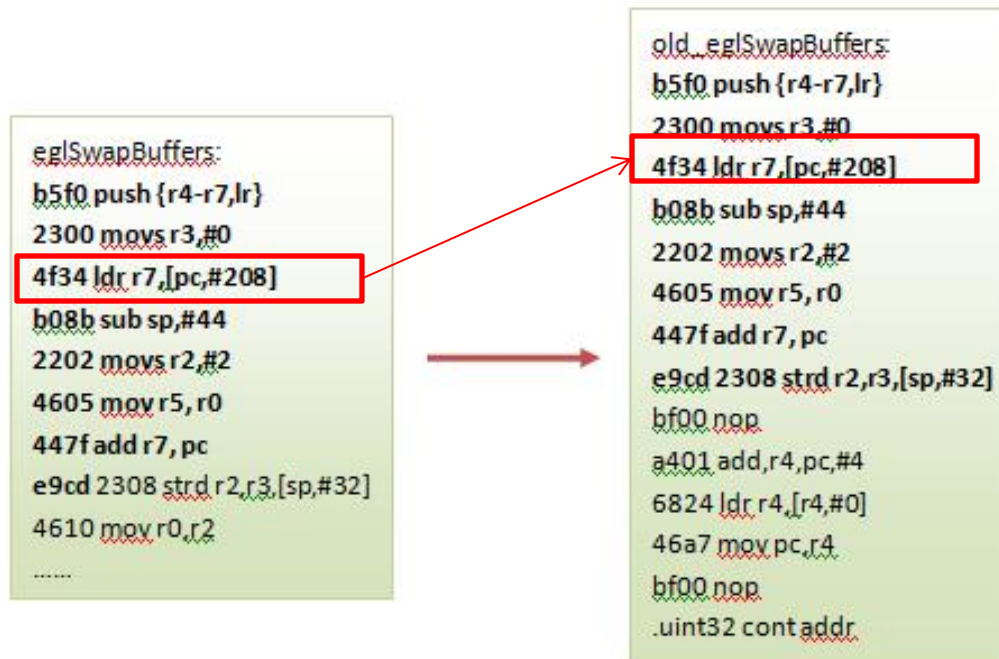 eglSwapBuffers:
b5f0 push {r4-r7,lr}
2300 movs r3,#0
4f34 ldr r7,[pc,#208]
b08b sub sp,#44
2202 movs r2,#2
4605 mov r5, r0
447f add r7, pc
e9cd 2308 strd r2,r3,[sp,#32]
4610 mov r0,r2
......
old_eglSwapBuffers:
b5f0 push {r4-r7,lr}
2300 movs r3,#0
4f34 ldr r7,[pc,#208]
b08b sub sp,#44
2202 movs r2,#2
4605 mov r5, r0
447f add r7, pc
e9cd 2308 strd r2,r3,[sp,#32]
bf00 nop
a401 add,r4,pc,#4
6824 ldr r4,[r4,#0]
46a7 mov pc,r4
bf00 nop
.uint32 cont addr